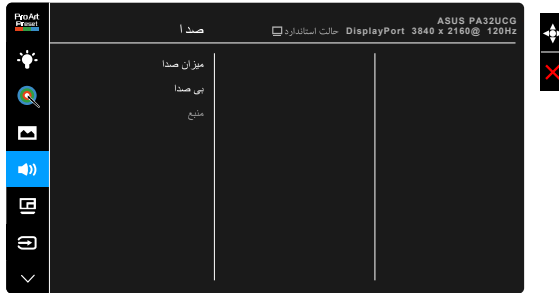 ProArt
Preset
صدا
ASUS PA32UCG
حالت استاندارد DisplayPort 3840 x 2160@ 120Hz
میزان صدا
بی صدا
منبع